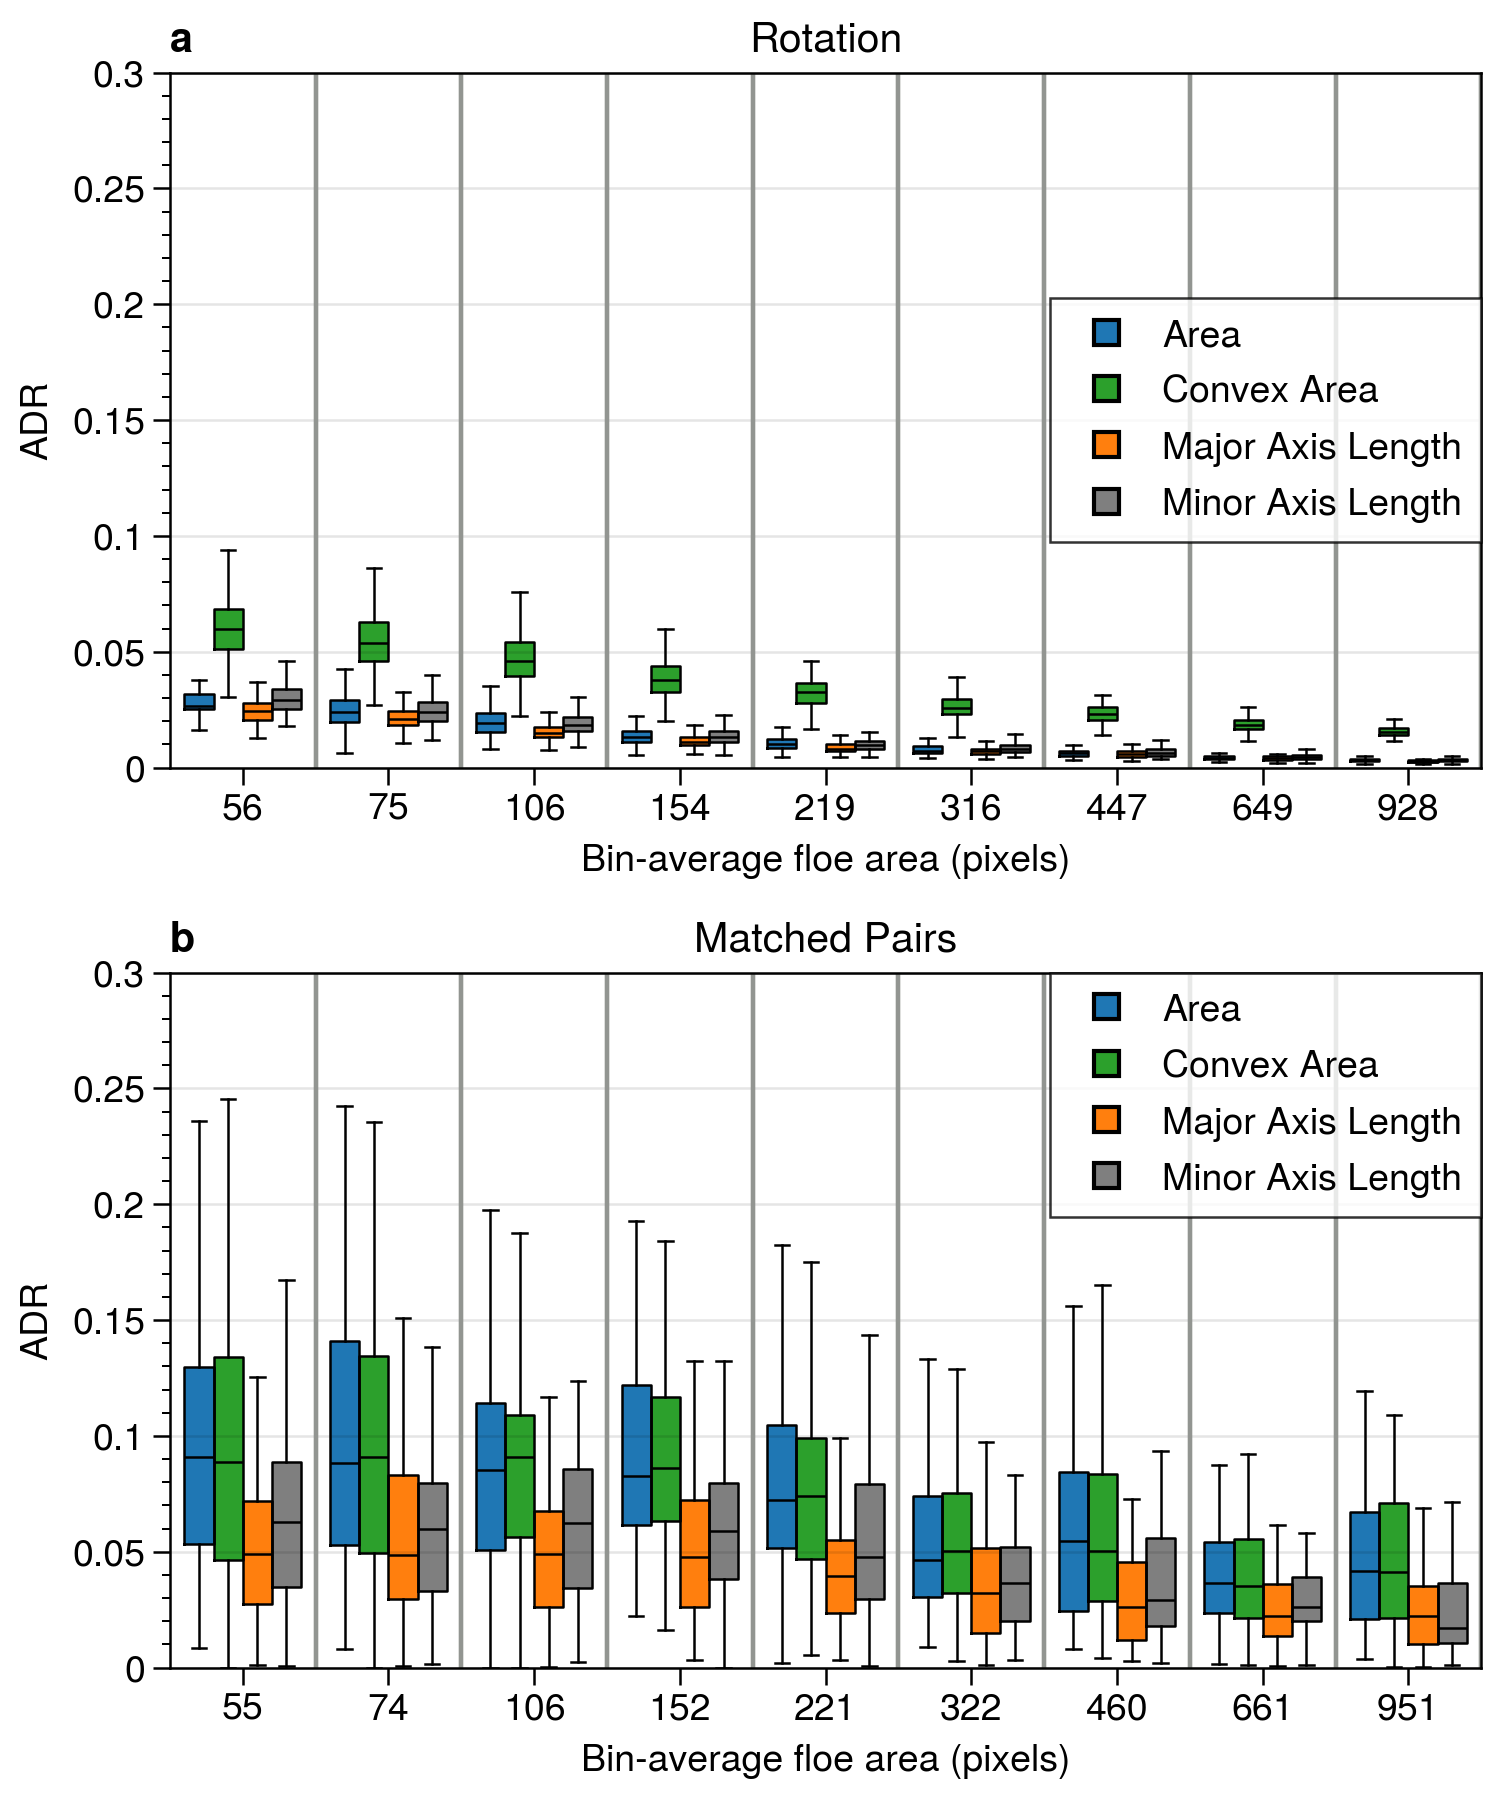 a
Rotation
0.3
0.25
0.2
0.15
0.1
0.05
0
ADR
Area
Convex Area
Major Axis Length
Minor Axis Length
56 75 106 154 219 316 447 649 928
Bin-average floe area (pixels)
b
Matched Pairs
0.3
0.25
0.2
0.15
0.1
0.05
0
ADR
Area
Convex Area
Major Axis Length
Minor Axis Length
55 74 106 152 221 322 460 661 951
Bin-average floe area (pixels)